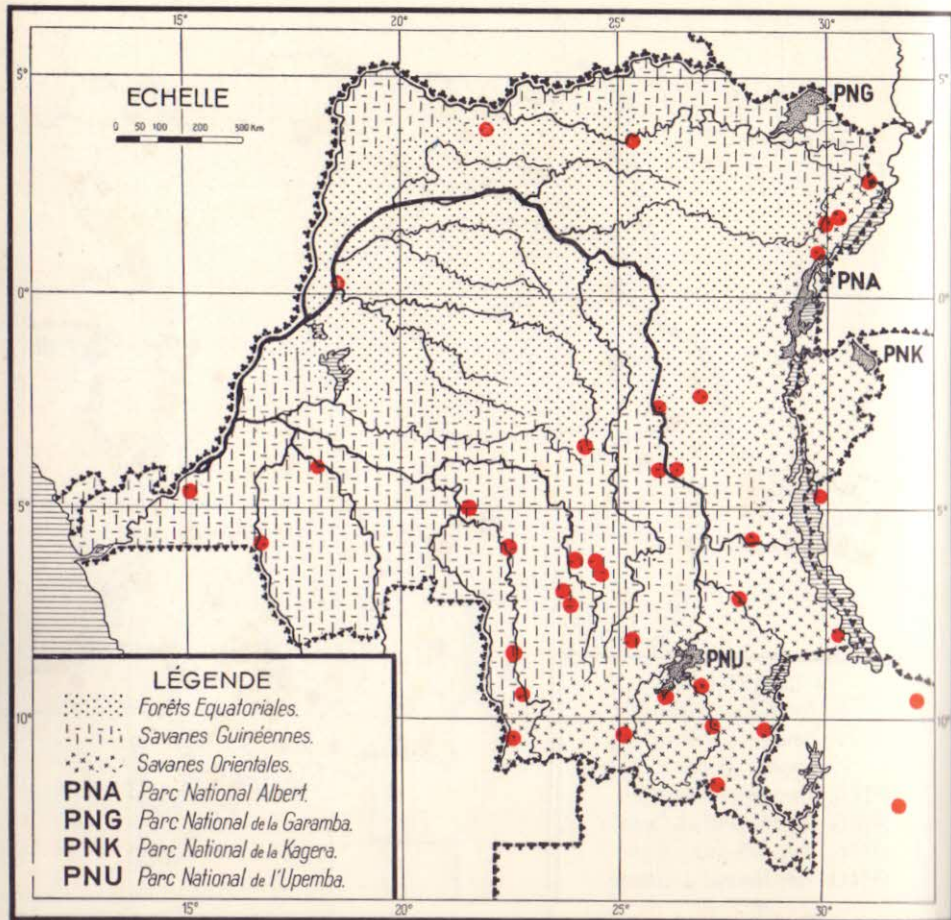 15° 20° 25° 30°
5° 5°
ECHELLE
0 50 100 200 300 Km
PNG
PNA
0° 0°
PNK
5° 5°
PNU
LÉGENDE
Forêts Equatoriales.
Savanes Guinéennes.
Savanes Orientales.
PNA Parc National Albert.
PNG Parc National de la Garamba.
PNK Parc National de la Kagera.
PNU Parc National de l'Upemba.
10° 10°
15° 20° 25° 30°